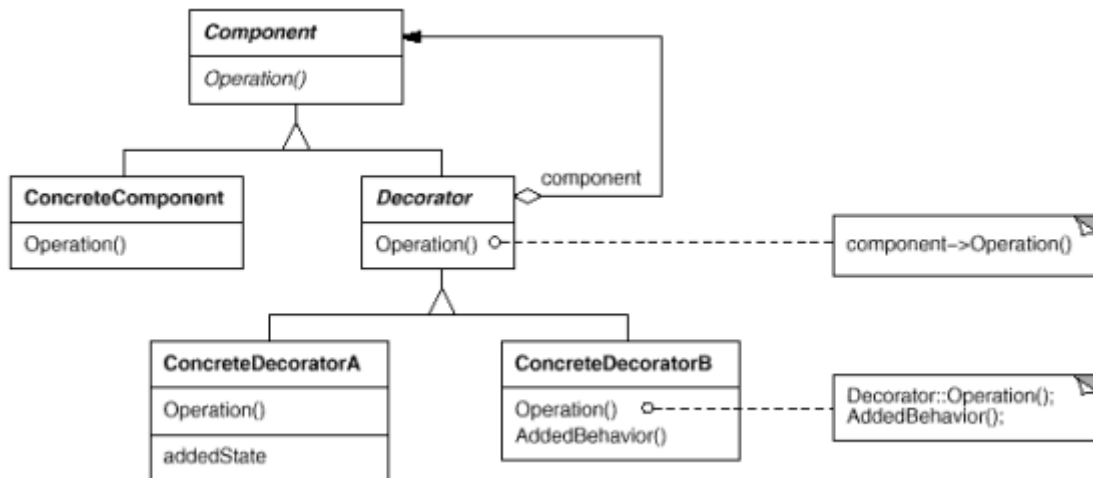 Component
Operation()
component
ConcreteComponent
Operation()
Decorator
Operation()
component->Operation()
ConcreteDecoratorA
Operation()
addedState
ConcreteDecoratorB
Operation()
AddedBehavior()
Decorator::Operation();
AddedBehavior();